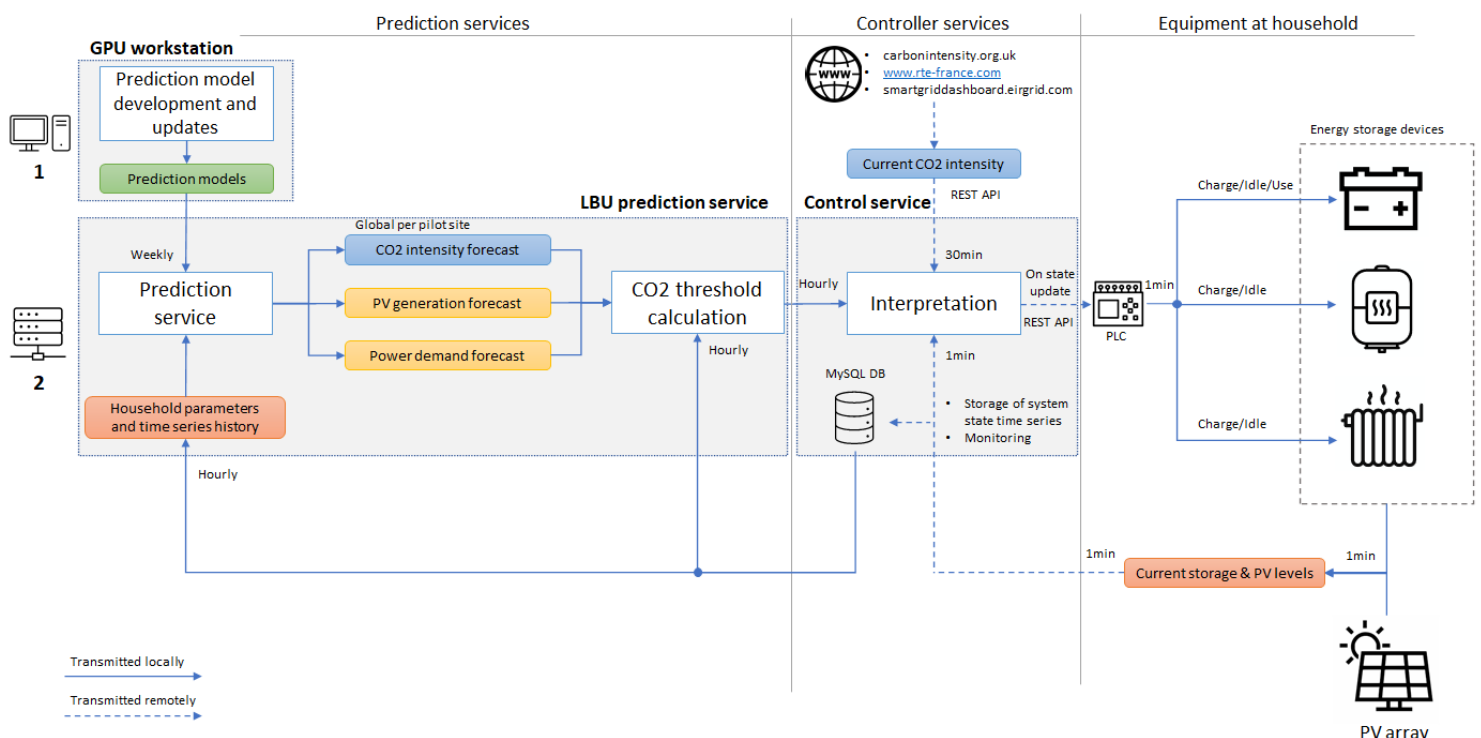 Prediction services
Controller services
Equipment at household
GPU workstation
Prediction model
development and
updates
1
Prediction models
WWW
carbonintensity.org.uk
www.rte-france.com
smartgriddashboard.eirgrid.com
Current CO2 intensity
REST API
Energy storage devices
Charge/Idle/Use
LBU prediction service
Control service
Global per pilot site
Weekly
CO2 intensity forecast
30min
On state
update
Prediction
service
PV generation forecast
CO2 threshold
calculation
Hourly
Interpretation
REST API
1min
PLC
Charge/Idle
2
Power demand forecast
Hourly
1min
MySQL DB
Household parameters
and time series history
• Storage of system
state time series
• Monitoring
Charge/Idle
Hourly
1min
Current storage & PV levels
1min
Transmitted locally
Transmitted remotely
PV array